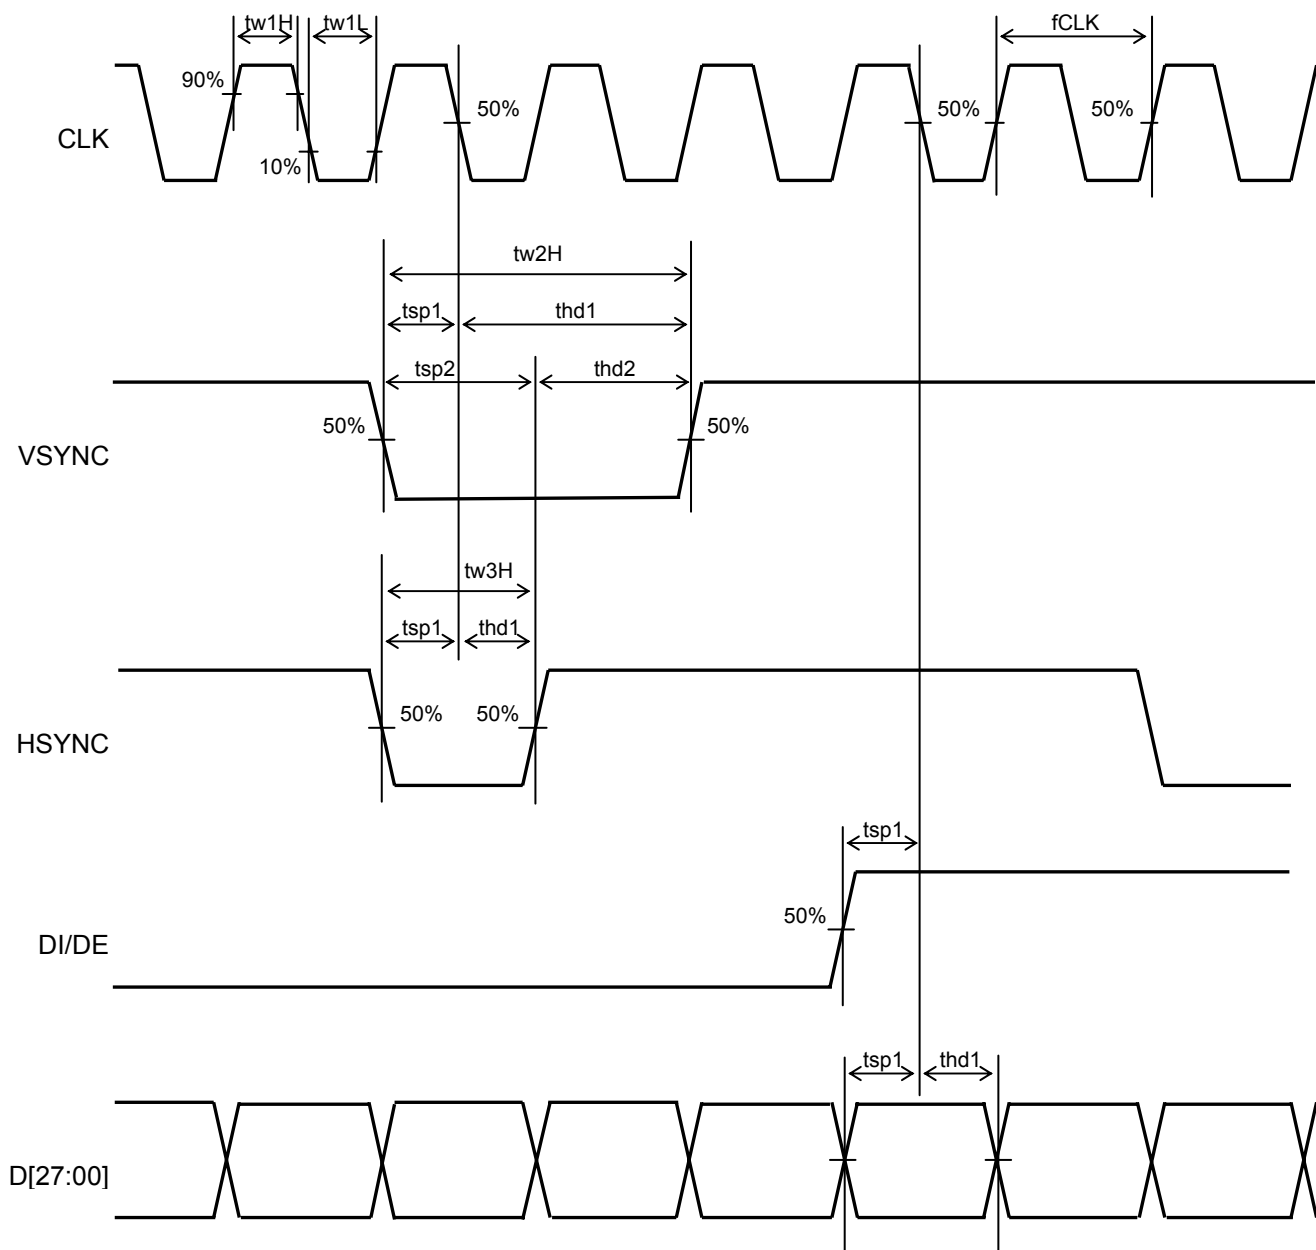 tw1H tw1L fCLK
90% 50% 50% 50%
CLK
10%
tw2H
tsp1 thd1
tsp2 thd2
50% 50%
VSYNC
tw3H
tsp1 thd1
50% 50%
HSYNC
tsp1
50%
DI/DE
tsp1 thd1
D[27:00]